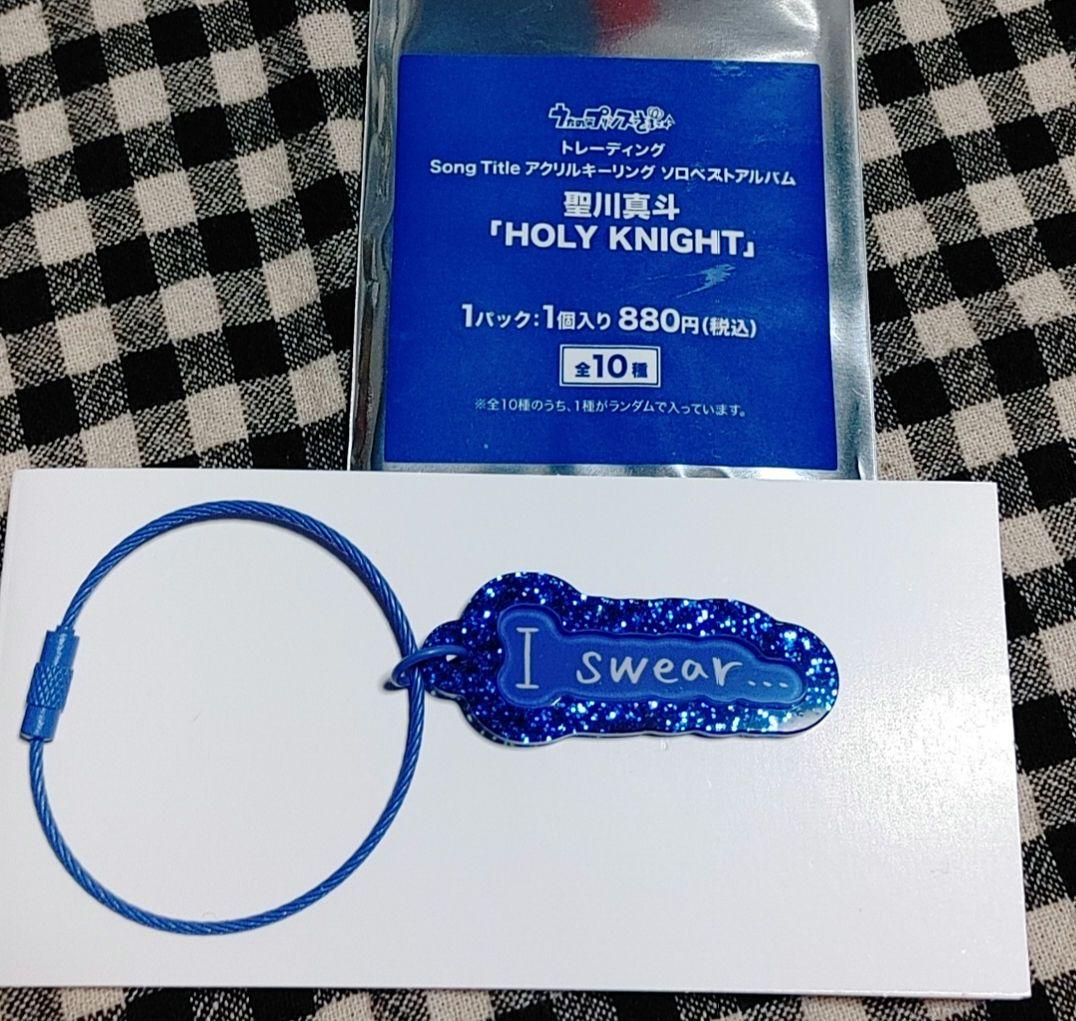 うたの☆プリンスさまっ♪
トレーディング
Song Title アクリルキーリング ソロベストアルバム
聖川真斗
「HOLY KNIGHT」
1パック:1個入り 880円(税込)
全10種
※全10種のうち、1種がランダムで入っています。
I swear...